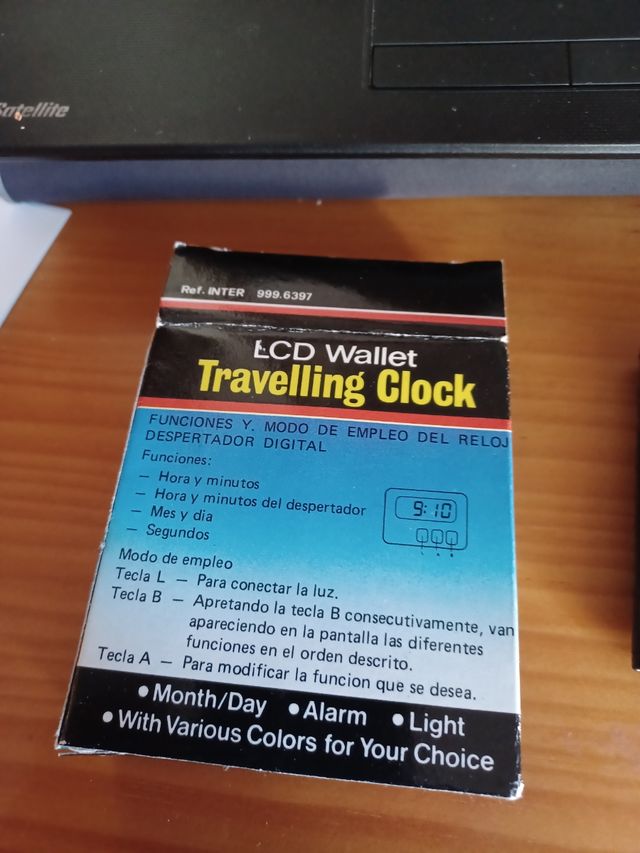 Satellite
Ref. INTER 999.6397
LCD Wallet
Travelling Clock
FUNCIONES Y. MODO DE EMPLEO DEL RELOJ
DESPERTADOR DIGITAL
Funciones:
— Hora y minutos
— Hora y minutos del despertador
— Mes y dia
— Segundos
9:10
L A B
Modo de empleo
Tecla L — Para conectar la luz.
Tecla B — Apretando la tecla B consecutivamente, van
apareciendo en la pantalla las diferentes
funciones en el orden descrito.
Tecla A — Para modificar la funcion que se desea.
• Month/Day • Alarm • Light
• With Various Colors for Your Choice